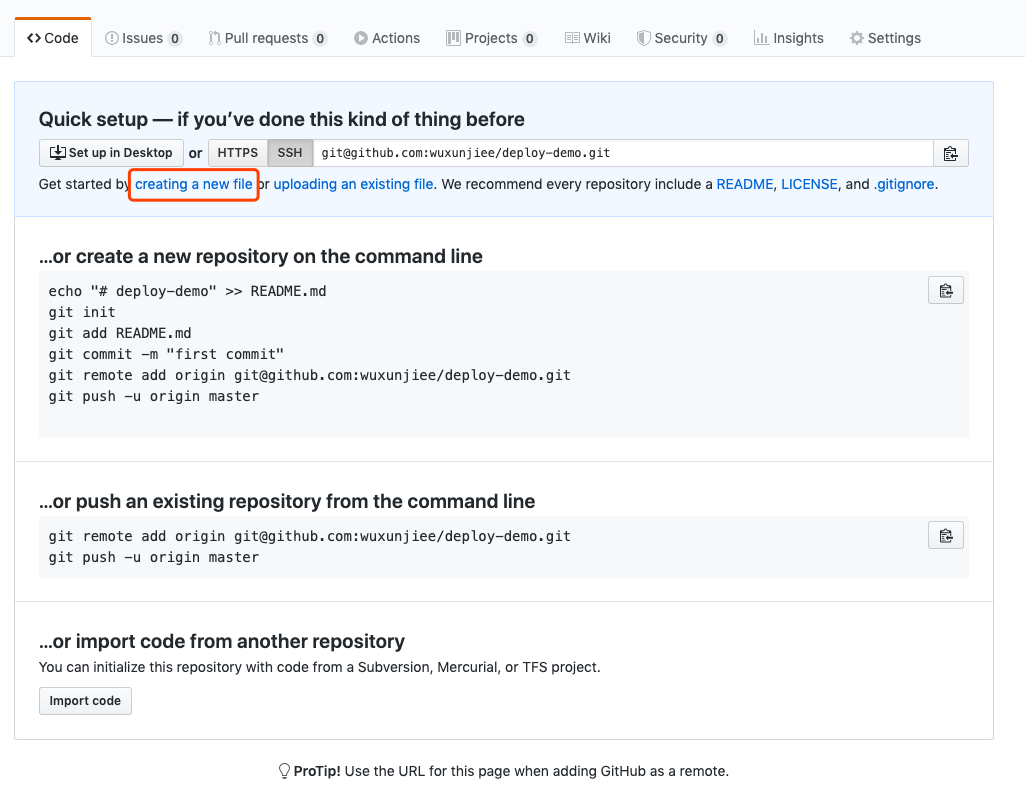 Code Issues 0 Pull requests 0 Actions Projects 0 Wiki Security 0 Insights Settings
Quick setup — if you’ve done this kind of thing before
Set up in Desktop or HTTPS SSH git@github.com:wuxunjiee/deploy-demo.git
Get started by creating a new file or uploading an existing file. We recommend every repository include a README, LICENSE, and .gitignore.
…or create a new repository on the command line
echo "# deploy-demo" >> README.md
git init
git add README.md
git commit -m "first commit"
git remote add origin git@github.com:wuxunjiee/deploy-demo.git
git push -u origin master
…or push an existing repository from the command line
git remote add origin git@github.com:wuxunjiee/deploy-demo.git
git push -u origin master
…or import code from another repository
You can initialize this repository with code from a Subversion, Mercurial, or TFS project.
Import code
ProTip! Use the URL for this page when adding GitHub as a remote.